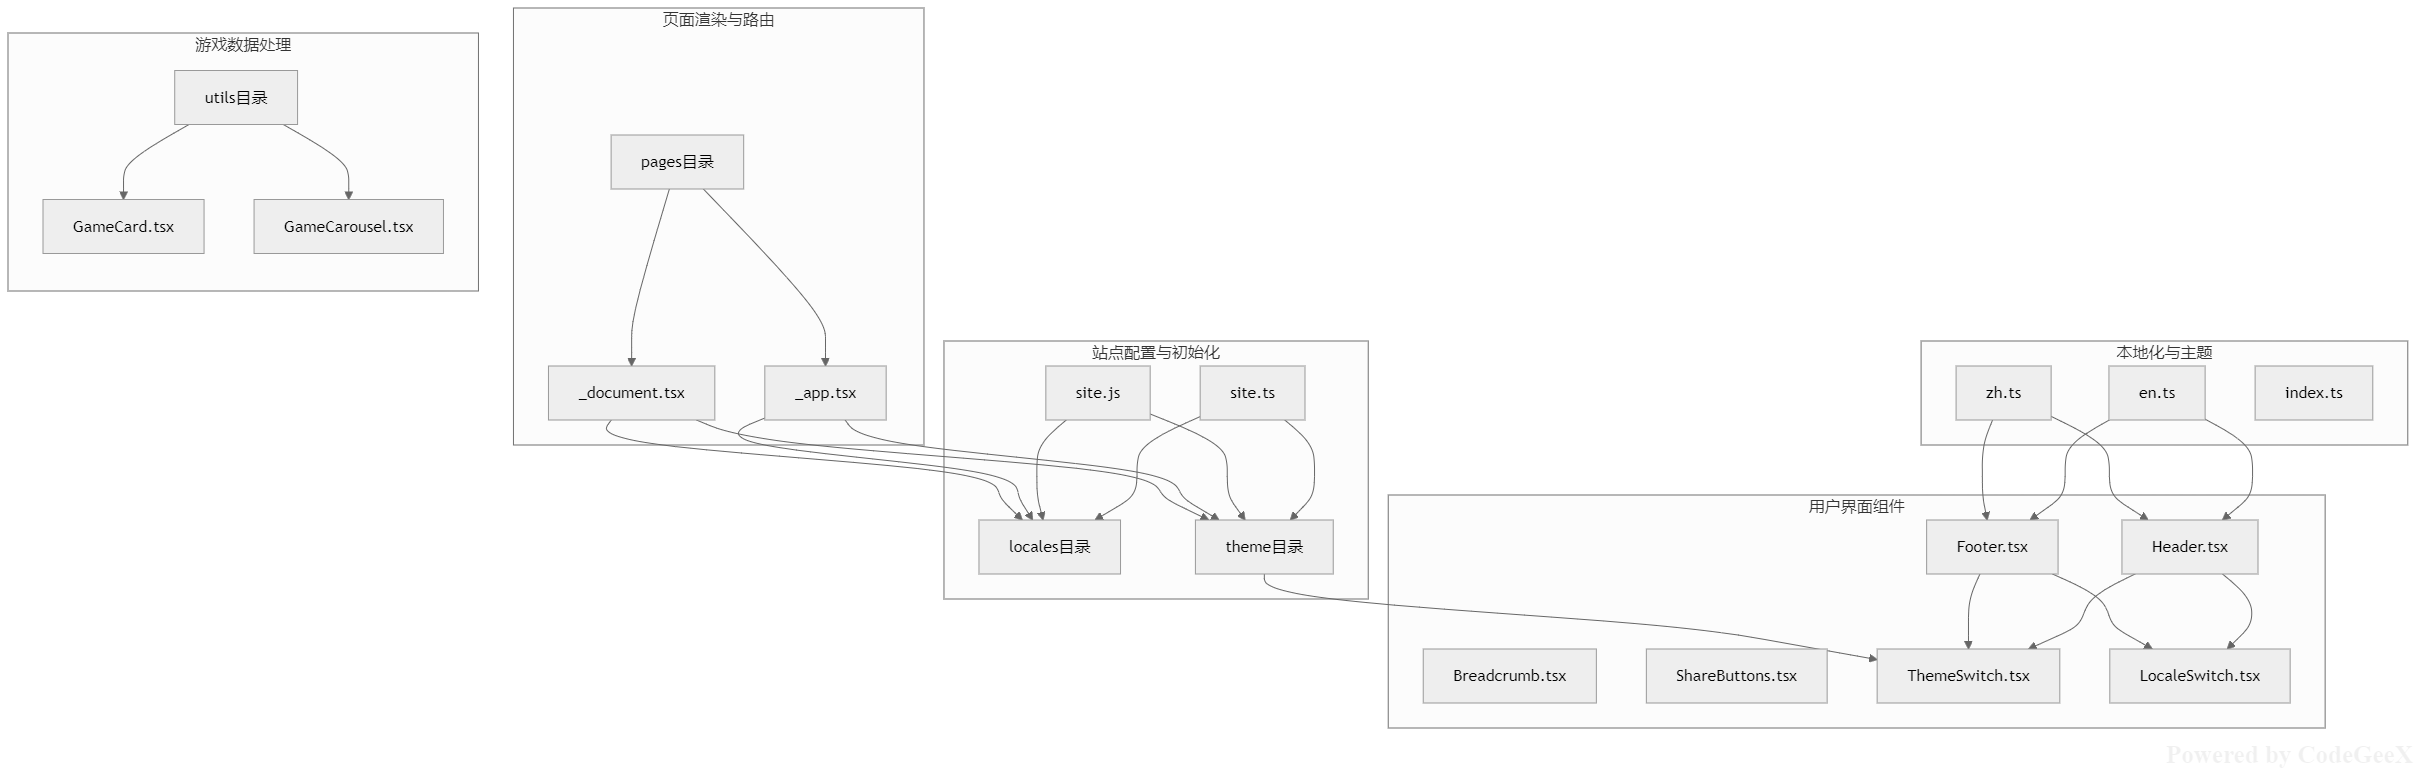 游戏数据处理
utils目录
GameCard.tsx
GameCarousel.tsx
页面渲染与路由
pages目录
_document.tsx
_app.tsx
站点配置与初始化
site.js
site.ts
locales目录
theme目录
本地化与主题
zh.ts
en.ts
index.ts
用户界面组件
Footer.tsx
Header.tsx
Breadcrumb.tsx
ShareButtons.tsx
ThemeSwitch.tsx
LocaleSwitch.tsx
Powered by CodeGeeX